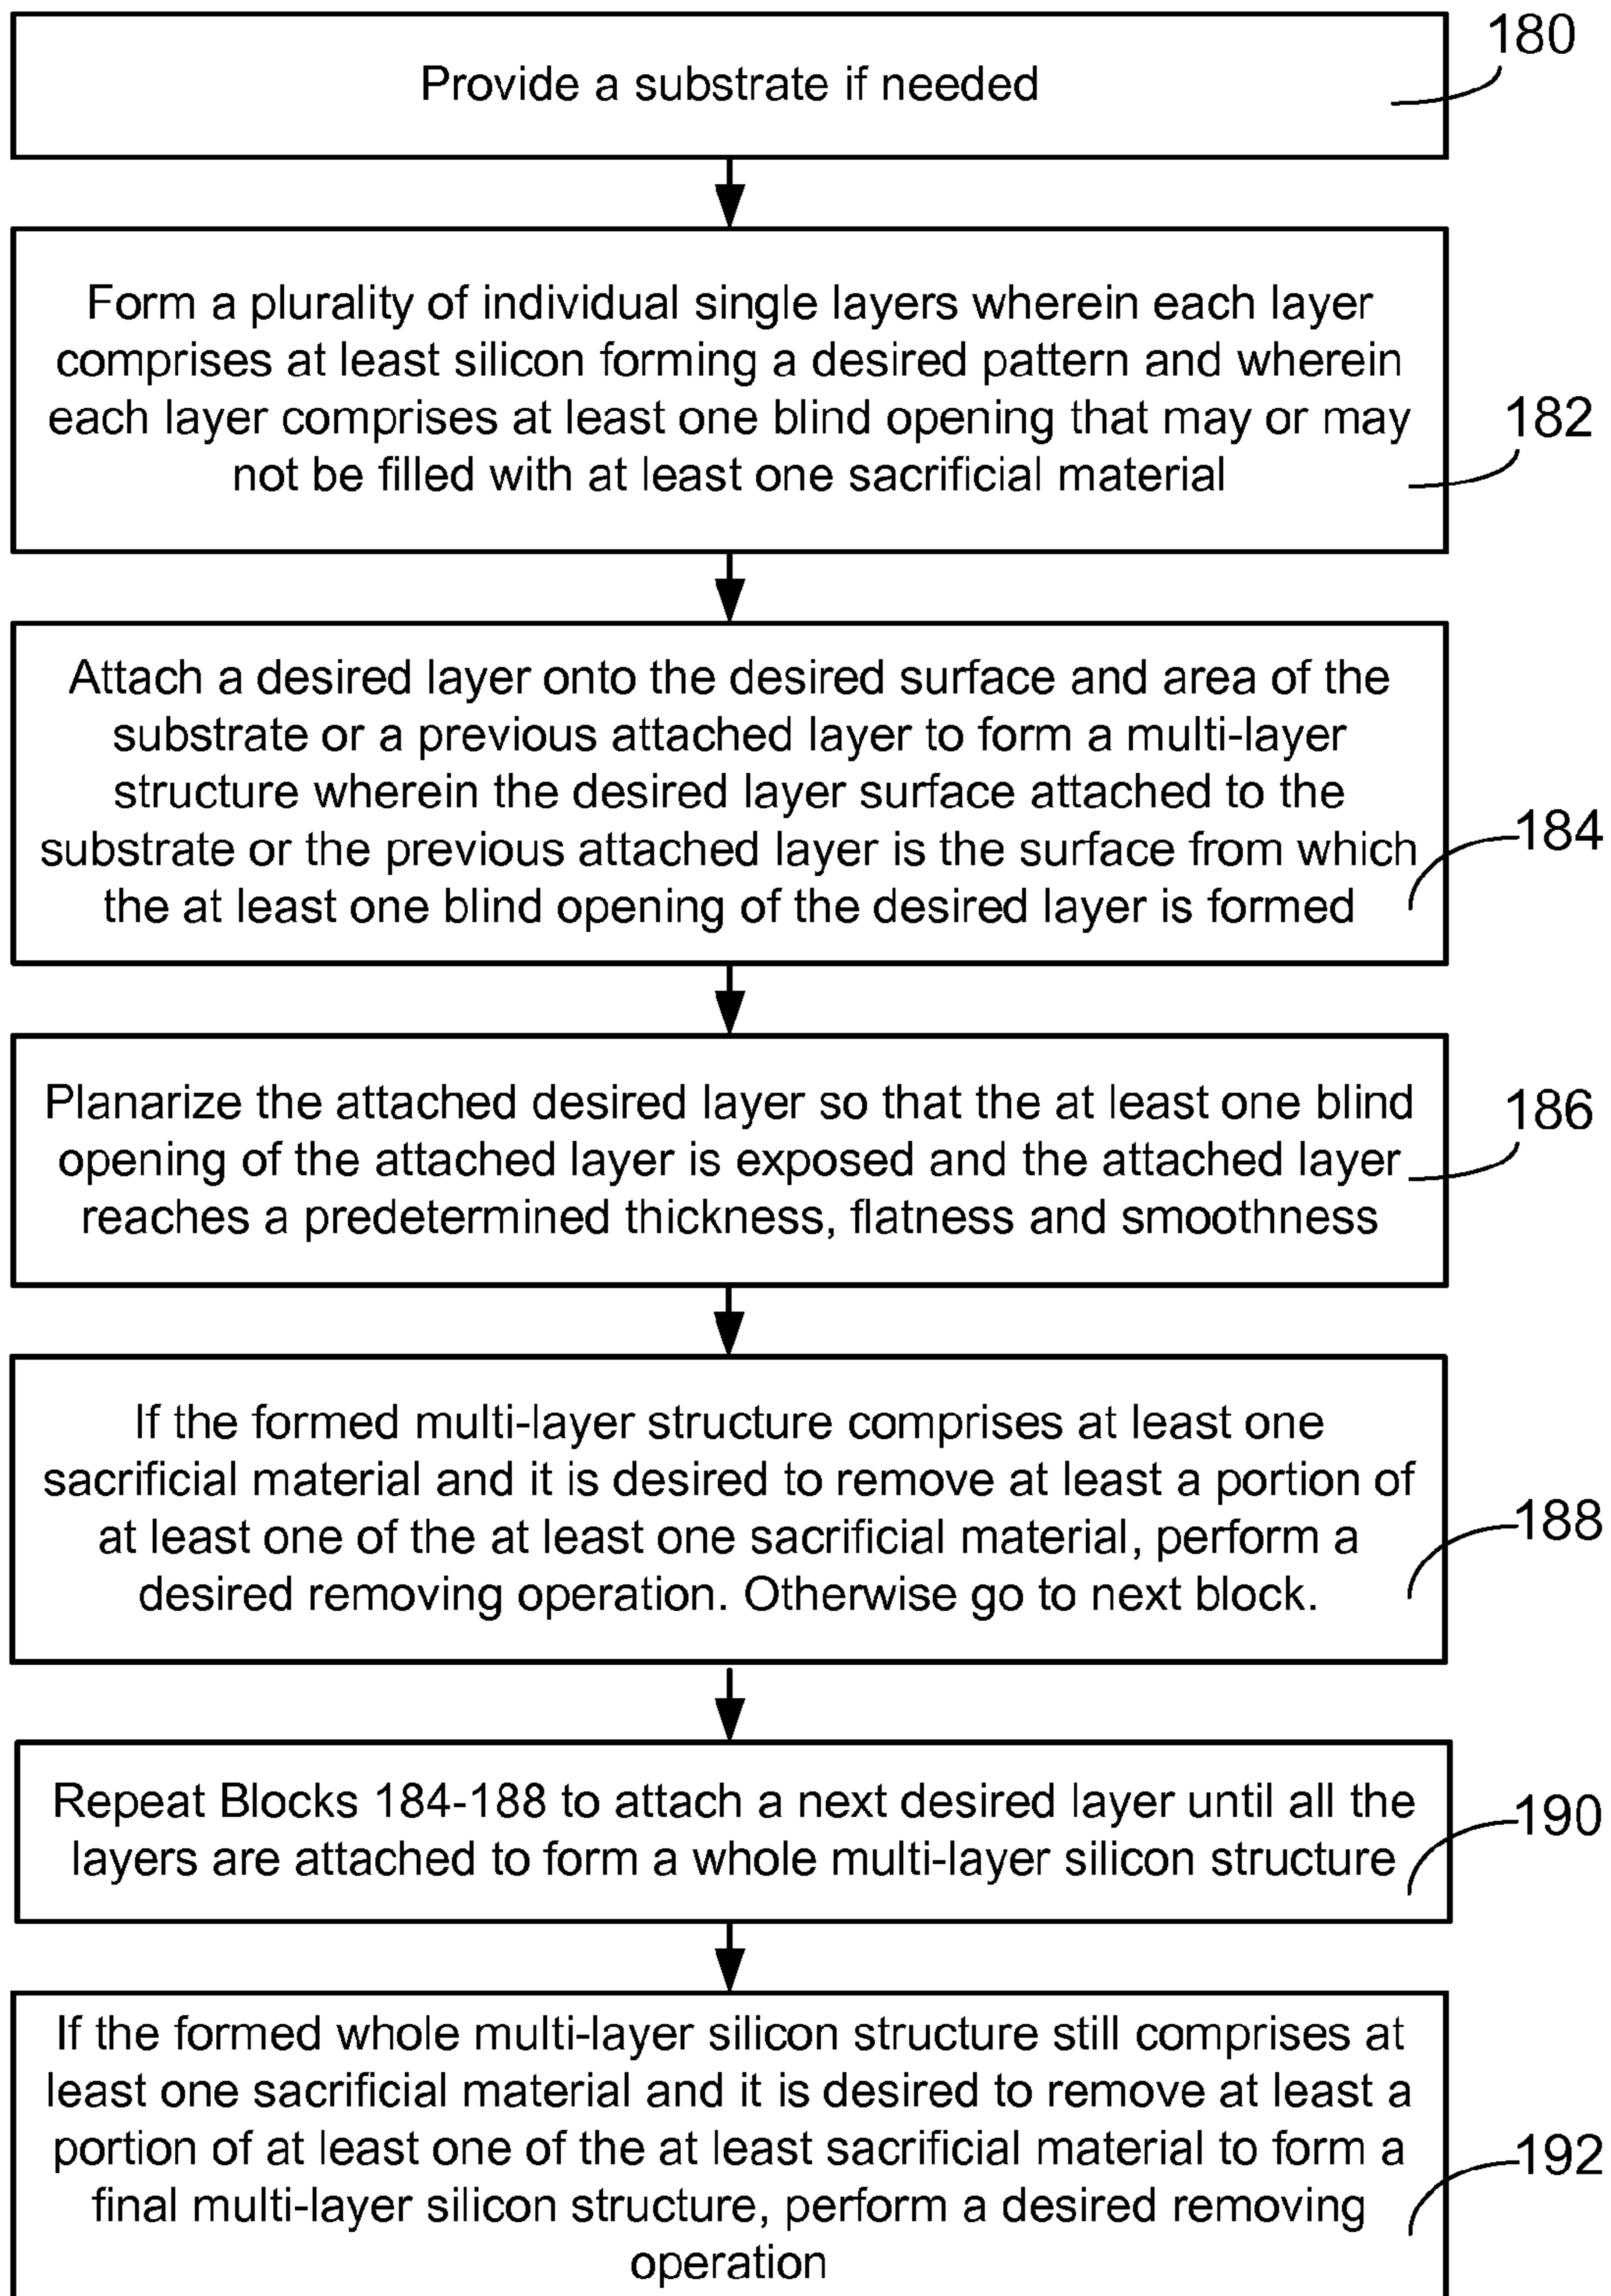 180
Provide a substrate if needed
Form a plurality of individual single layers wherein each layer
comprises at least silicon forming a desired pattern and wherein
each layer comprises at least one blind opening that may or may
not be filled with at least one sacrificial material
182
Attach a desired layer onto the desired surface and area of the
substrate or a previous attached layer to form a multi-layer
structure wherein the desired layer surface attached to the
substrate or the previous attached layer is the surface from which
the at least one blind opening of the desired layer is formed
184
Planarize the attached desired layer so that the at least one blind
opening of the attached layer is exposed and the attached layer
reaches a predetermined thickness, flatness and smoothness
186
If the formed multi-layer structure comprises at least one
sacrificial material and it is desired to remove at least a portion of
at least one of the at least one sacrificial material, perform a
desired removing operation. Otherwise go to next block.
188
Repeat Blocks 184-188 to attach a next desired layer until all the
layers are attached to form a whole multi-layer silicon structure
190
If the formed whole multi-layer silicon structure still comprises at
least one sacrificial material and it is desired to remove at least a
portion of at least one of the at least sacrificial material to form a
final multi-layer silicon structure, perform a desired removing
operation
192